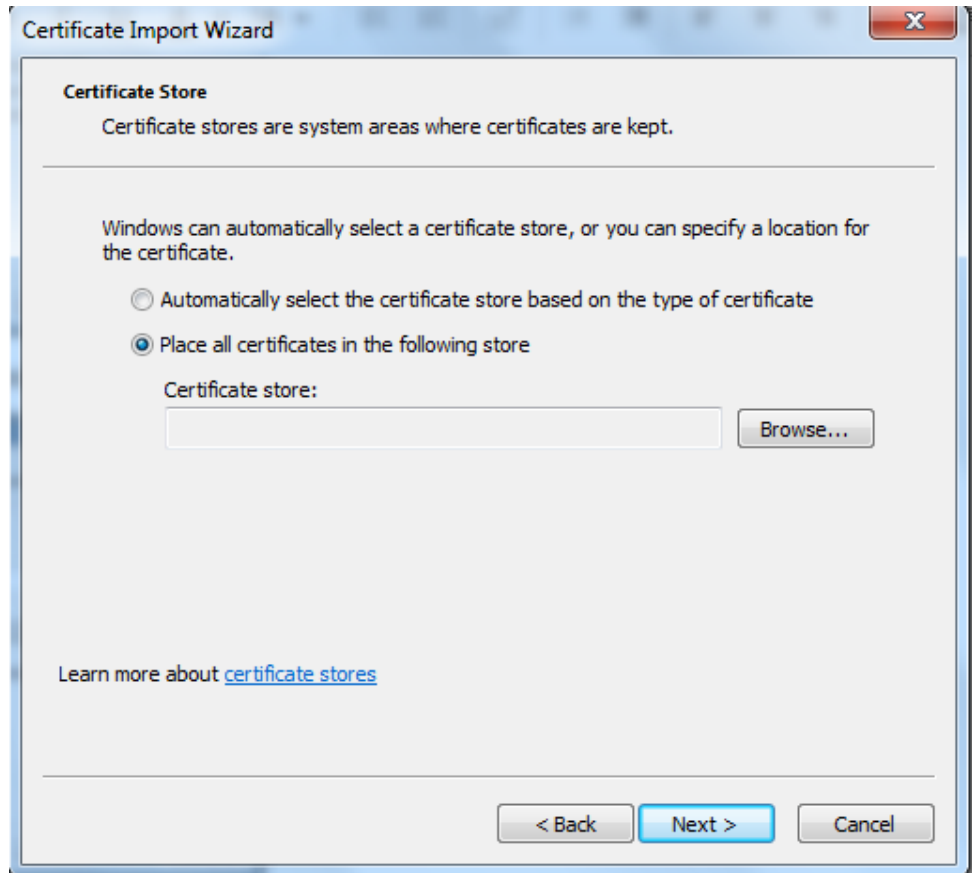 Certificate Import Wizard
Certificate Store
Certificate stores are system areas where certificates are kept.
Windows can automatically select a certificate store, or you can specify a location for
the certificate.
Automatically select the certificate store based on the type of certificate
Place all certificates in the following store
Certificate store:
Browse...
Learn more about certificate stores
< Back Next > Cancel